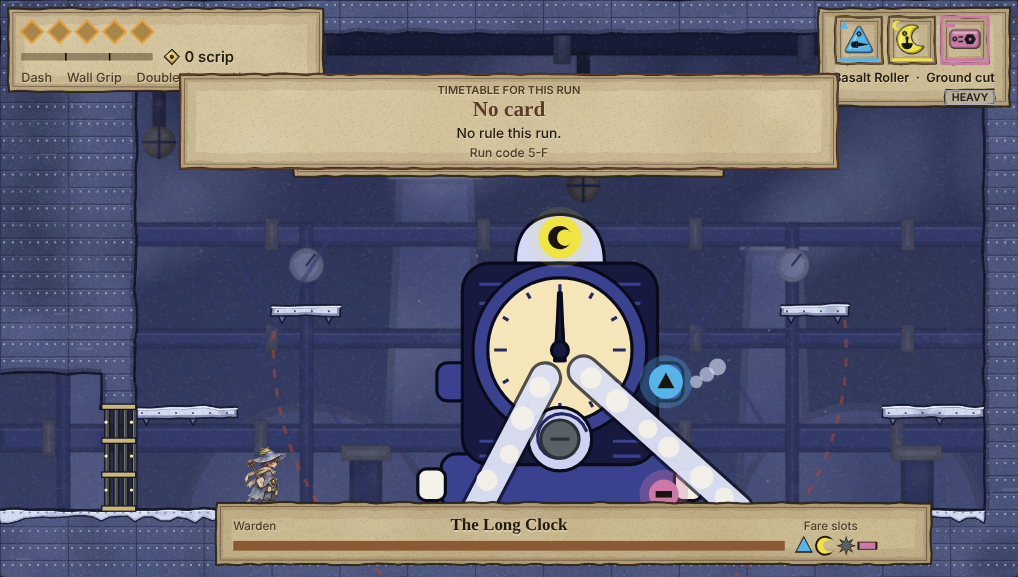 0 scrip
Dash Wall Grip Double
Basalt Roller · Ground cut
HEAVY
TIMETABLE FOR THIS RUN
No card
No rule this run.
Run code 5-F
Warden
The Long Clock
Fare slots